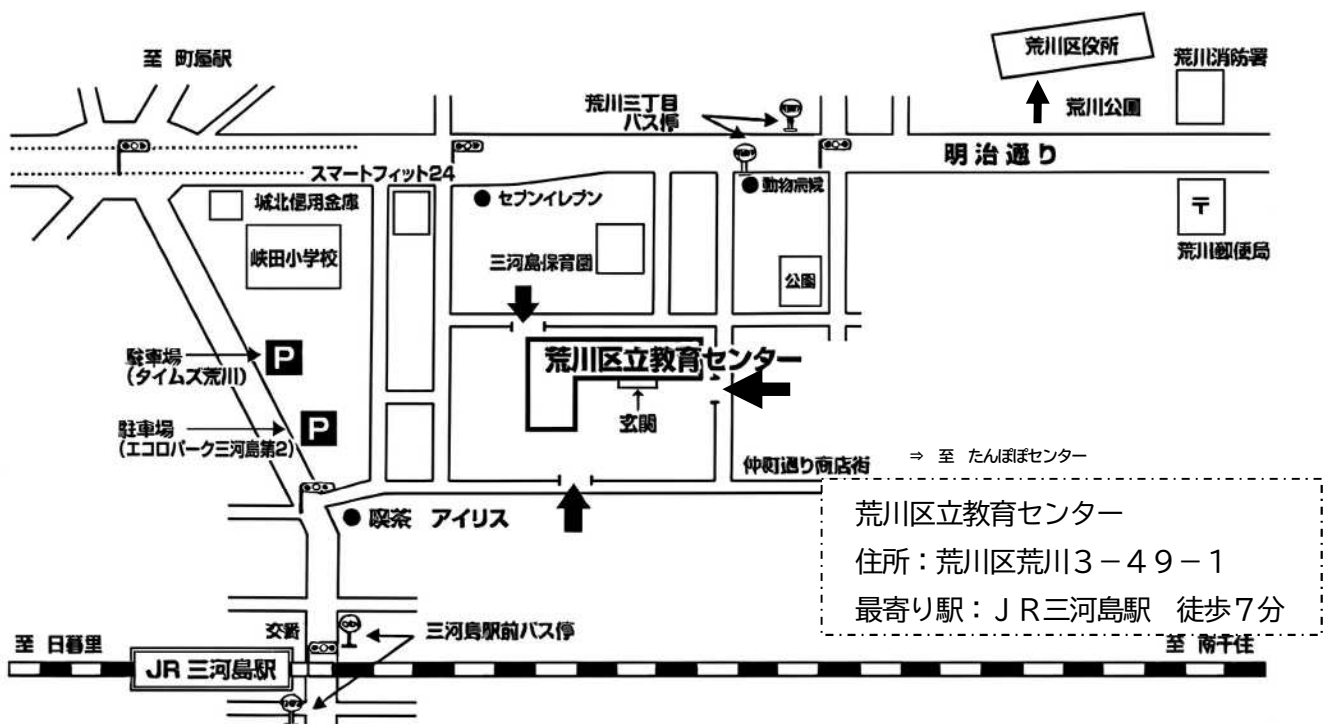 荒川区役所
至 町屋駅
荒川消防署
荒川三丁目
バス停
荒川公園
明治通り
スマートフィット24
動物病院
セブンイレブン
城北信用金庫
〒
峡田小学校
三河島保育園
荒川郵便局
公園
駐車場
(タイムズ荒川)
P
荒川区立教育センター
玄関
駐車場
(エコロパーク三河島第2)
P
仲町通り商店街
⇒ 至 たんぽぽセンター
喫茶 アイリス
荒川区立教育センター
住所：荒川区荒川３－４９－１
最寄り駅：ＪＲ三河島駅　徒歩７分
交番
三河島駅前バス停
至 日暮里
至 南千住
JR 三河島駅